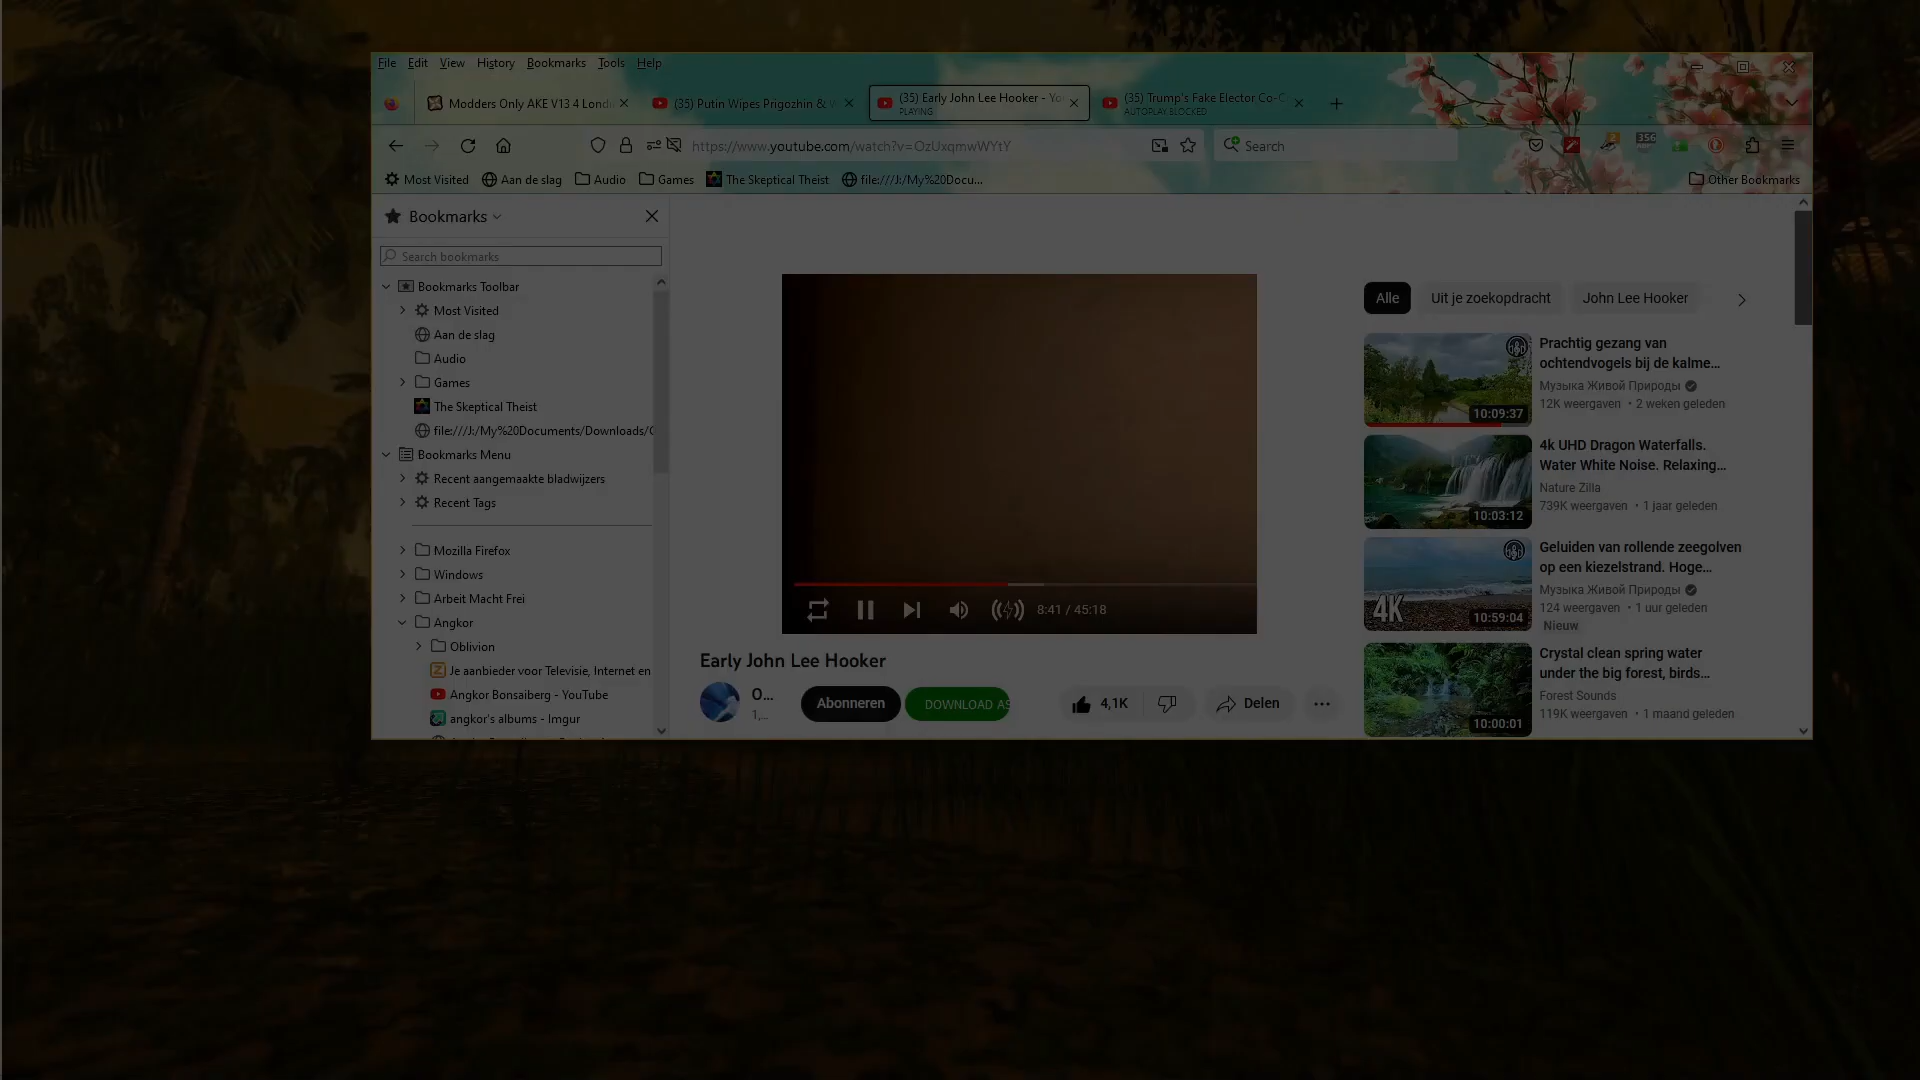 File Edit View History Bookmarks Tools Help
Modders Only AKE V13 4 Lond
(35) Putin Wipes Prigozhin & W
(35) Early John Lee Hooker - Yo
PLAYING
(35) Trump's Fake Elector Co-C
AUTOPLAY BLOCKED
https://www.youtube.com/watch?v=OzUxqmwWYtY
Search
2
356
Most Visited Aan de slag Audio Games The Skeptical Theist file:///J:/My%20Docu... Other Bookmarks
Bookmarks
Search bookmarks
Bookmarks Toolbar
Most Visited
Aan de slag
Audio
Games
The Skeptical Theist
file:///J:/My%20Documents/Downloads/C
Bookmarks Menu
Recent aangemaakte bladwijzers
Recent Tags
Mozilla Firefox
Windows
Arbeit Macht Frei
Angkor
Oblivion
Je aanbieder voor Televisie, Internet en
Angkor Bonsaiberg - YouTube
angkor's albums - Imgur
8:41 / 45:18
Early John Lee Hooker
O...
1,...
Abonneren
DOWNLOAD AS
4,1K
Delen
Alle Uit je zoekopdracht John Lee Hooker
Prachtig gezang van
ochtendvogels bij de kalme...
Музыка Живой Природы
12K weergaven • 2 weken geleden
10:09:37
4k UHD Dragon Waterfalls.
Water White Noise. Relaxing...
Nature Zilla
739K weergaven • 1 jaar geleden
10:03:12
Geluiden van rollende zeegolven
op een kiezelstrand. Hoge...
Музыка Живой Природы
124 weergaven • 1 uur geleden
Nieuw
4K
10:59:04
Crystal clean spring water
under the big forest, birds...
Forest Sounds
119K weergaven • 1 maand geleden
10:00:01